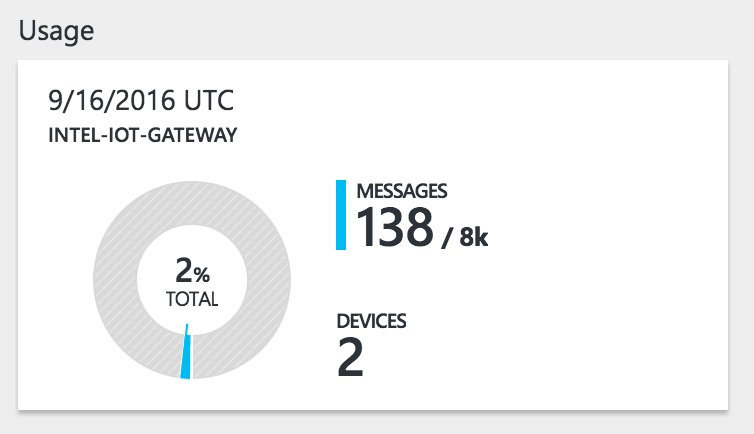 Usage
9/16/2016 UTC
INTEL-IOT-GATEWAY
2%
TOTAL
MESSAGES
138 / 8k
DEVICES
2